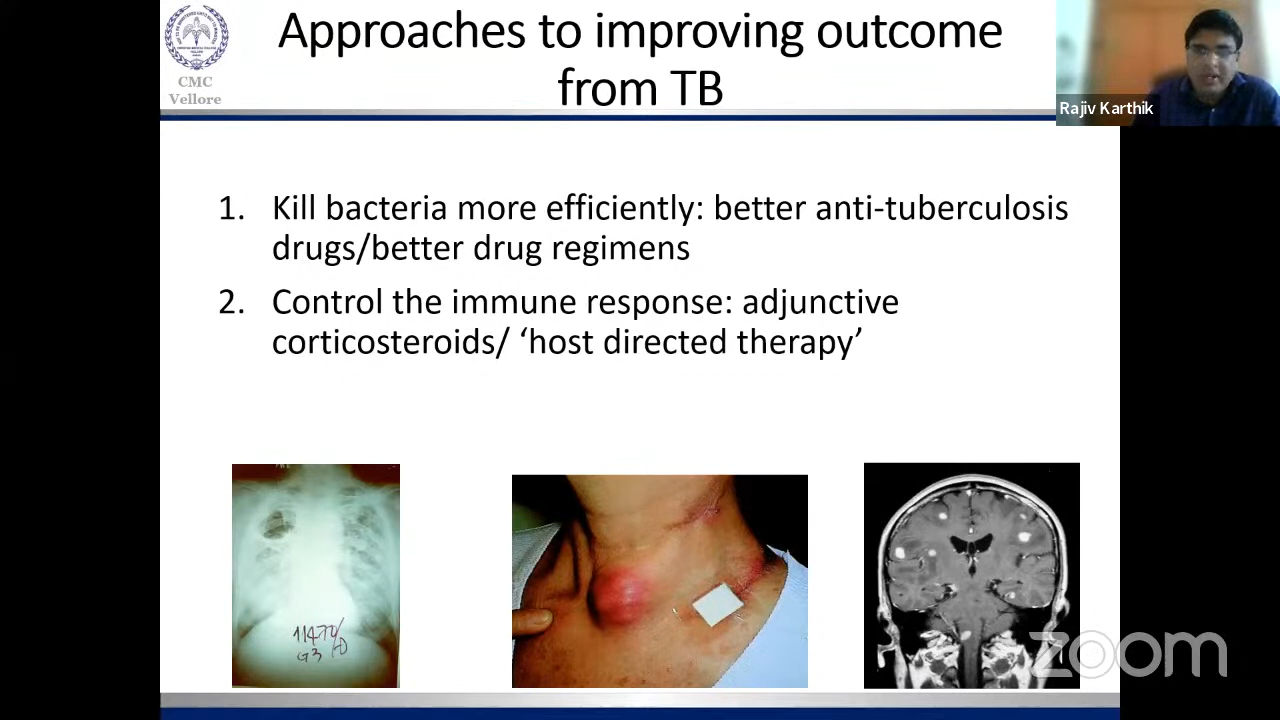 Approaches to improving outcome
from TB
CMC
Vellore
Rajiv Karthik
1. Kill bacteria more efficiently: better anti-tuberculosis
drugs/better drug regimens
2. Control the immune response: adjunctive
corticosteroids/ ‘host directed therapy’
zoom